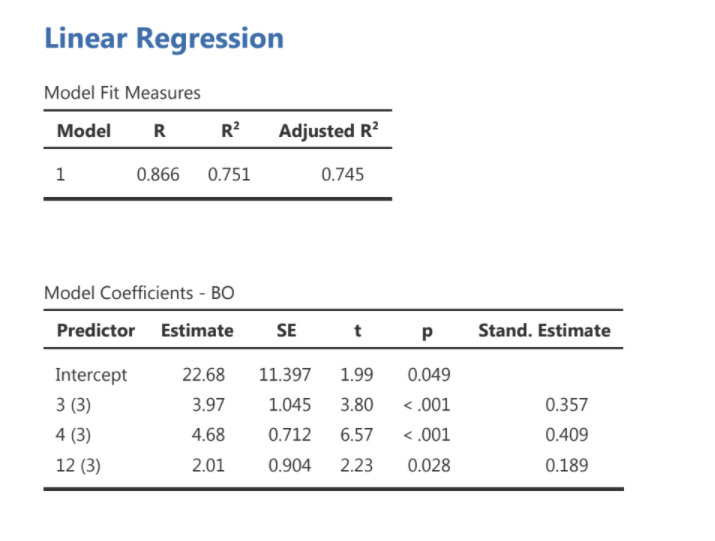 Linear Regression
Model Fit Measures
Model R R² Adjusted R²
1 0.866 0.751 0.745
Model Coefficients - BO
Predictor Estimate SE t p Stand. Estimate
Intercept 22.68 11.397 1.99 0.049
3 (3) 3.97 1.045 3.80 < .001 0.357
4 (3) 4.68 0.712 6.57 < .001 0.409
12 (3) 2.01 0.904 2.23 0.028 0.189